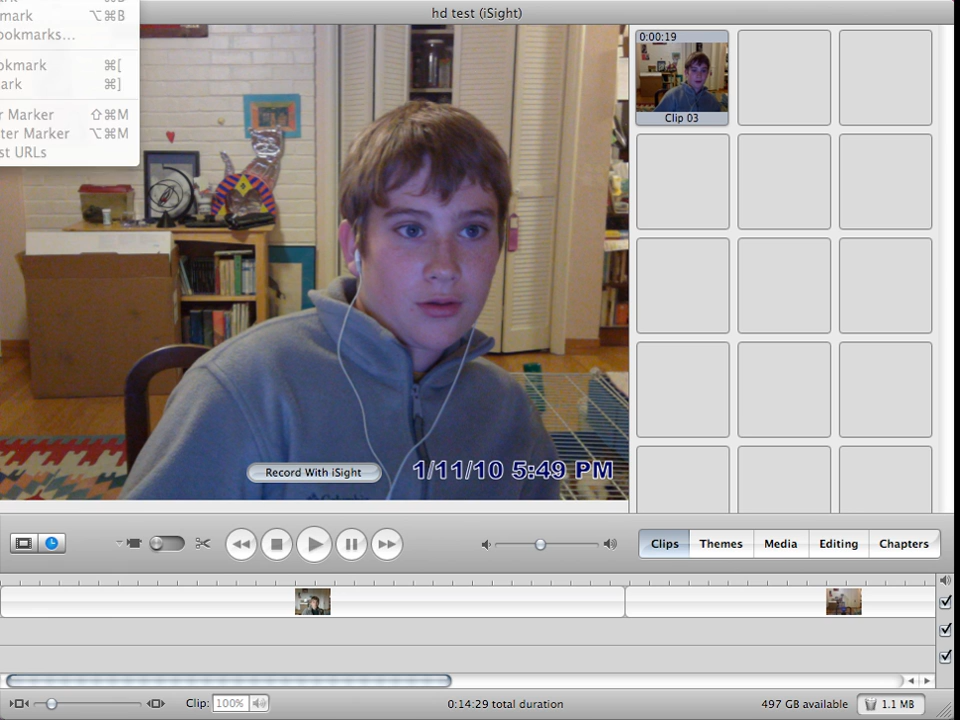 hd test (iSight)
⌘B
mark ⌥⌘B
ookmarks...
okmark ⌘[
ark ⌘]
r Marker ⇧⌘M
ter Marker ⌥⌘M
st URLs
0:00:19
Clip 03
Record With iSight
1/11/10 5:49 PM
Clips Themes Media Editing Chapters
Clip: 100%
0:14:29 total duration
497 GB available
1.1 MB